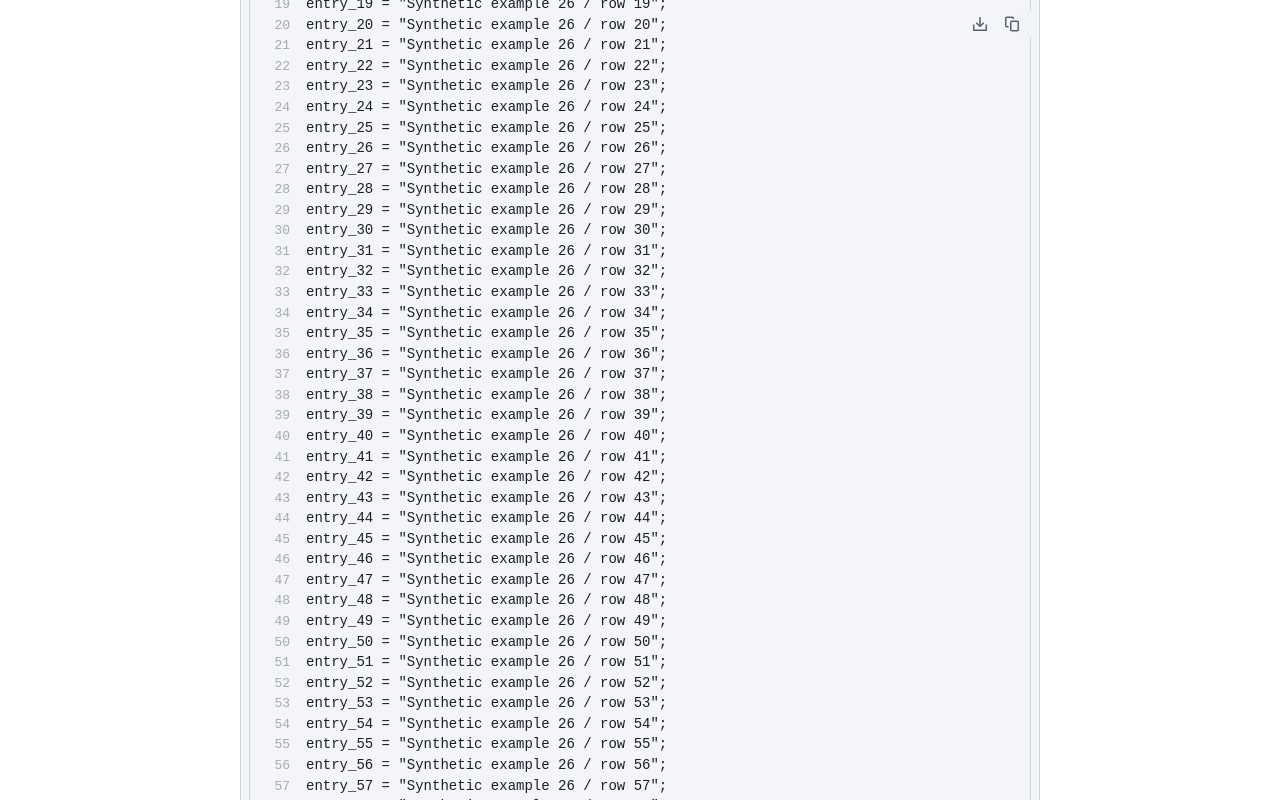 19 entry_19 = "Synthetic example 26 / row 19";
20 entry_20 = "Synthetic example 26 / row 20";
21 entry_21 = "Synthetic example 26 / row 21";
22 entry_22 = "Synthetic example 26 / row 22";
23 entry_23 = "Synthetic example 26 / row 23";
24 entry_24 = "Synthetic example 26 / row 24";
25 entry_25 = "Synthetic example 26 / row 25";
26 entry_26 = "Synthetic example 26 / row 26";
27 entry_27 = "Synthetic example 26 / row 27";
28 entry_28 = "Synthetic example 26 / row 28";
29 entry_29 = "Synthetic example 26 / row 29";
30 entry_30 = "Synthetic example 26 / row 30";
31 entry_31 = "Synthetic example 26 / row 31";
32 entry_32 = "Synthetic example 26 / row 32";
33 entry_33 = "Synthetic example 26 / row 33";
34 entry_34 = "Synthetic example 26 / row 34";
35 entry_35 = "Synthetic example 26 / row 35";
36 entry_36 = "Synthetic example 26 / row 36";
37 entry_37 = "Synthetic example 26 / row 37";
38 entry_38 = "Synthetic example 26 / row 38";
39 entry_39 = "Synthetic example 26 / row 39";
40 entry_40 = "Synthetic example 26 / row 40";
41 entry_41 = "Synthetic example 26 / row 41";
42 entry_42 = "Synthetic example 26 / row 42";
43 entry_43 = "Synthetic example 26 / row 43";
44 entry_44 = "Synthetic example 26 / row 44";
45 entry_45 = "Synthetic example 26 / row 45";
46 entry_46 = "Synthetic example 26 / row 46";
47 entry_47 = "Synthetic example 26 / row 47";
48 entry_48 = "Synthetic example 26 / row 48";
49 entry_49 = "Synthetic example 26 / row 49";
50 entry_50 = "Synthetic example 26 / row 50";
51 entry_51 = "Synthetic example 26 / row 51";
52 entry_52 = "Synthetic example 26 / row 52";
53 entry_53 = "Synthetic example 26 / row 53";
54 entry_54 = "Synthetic example 26 / row 54";
55 entry_55 = "Synthetic example 26 / row 55";
56 entry_56 = "Synthetic example 26 / row 56";
57 entry_57 = "Synthetic example 26 / row 57";